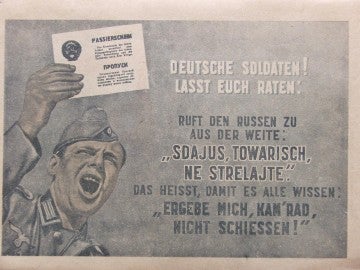 PASSIERSCHEIN
ПРОПУСК
DEUTSCHE SOLDATEN!
LASST EUCH RATEN:
RUFT DEN RUSSEN ZU
AUS DER WEITE:
„SDAJUS, TOWARISCH,
NE STRELAJTE“
DAS HEISST, DAMIT ES ALLE WISSEN:
„ERGEBE MICH, KAM'RAD,
NICHT SCHIESSEN!“